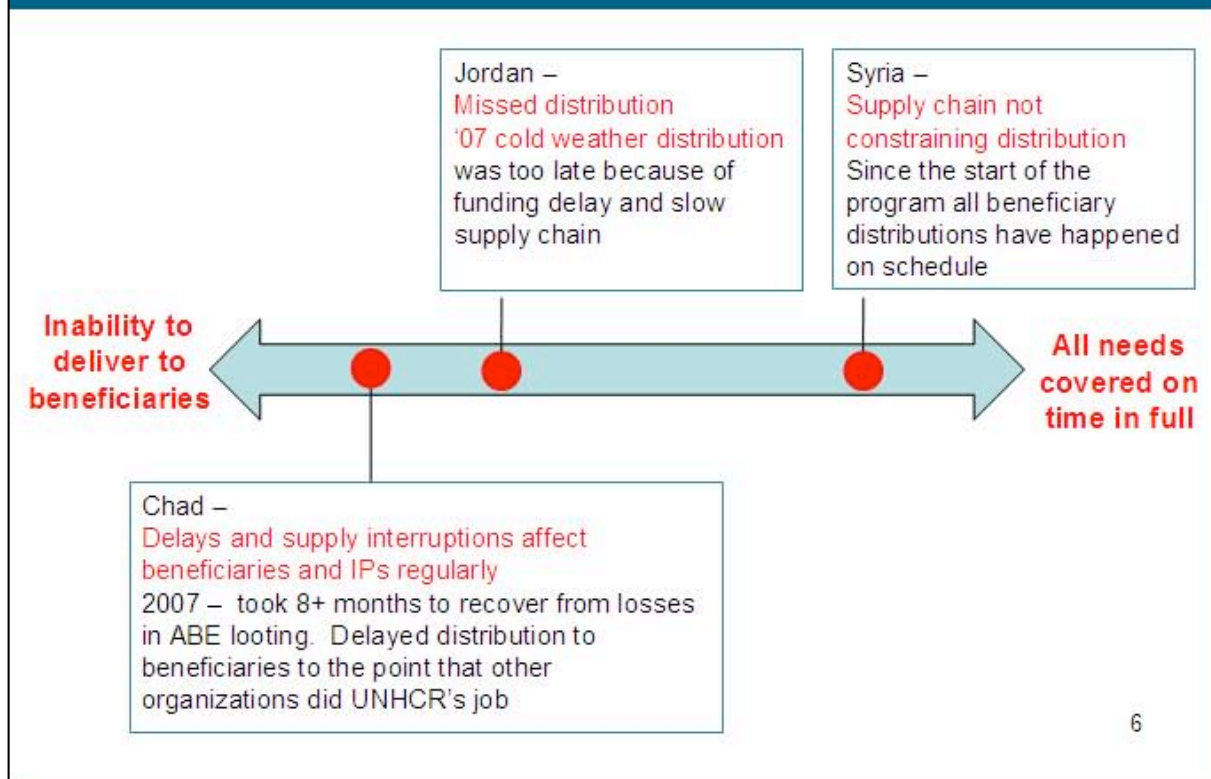 Jordan –
Missed distribution
‘07 cold weather distribution
was too late because of
funding delay and slow
supply chain
Syria –
Supply chain not
constraining distribution
Since the start of the
program all beneficiary
distributions have happened
on schedule
Inability to
deliver to
beneficiaries
All needs
covered on
time in full
Chad –
Delays and supply interruptions affect
beneficiaries and IPs regularly
2007 –  took 8+ months to recover from losses
in ABE looting.  Delayed distribution to
beneficiaries to the point that other
organizations did UNHCR’s job
6